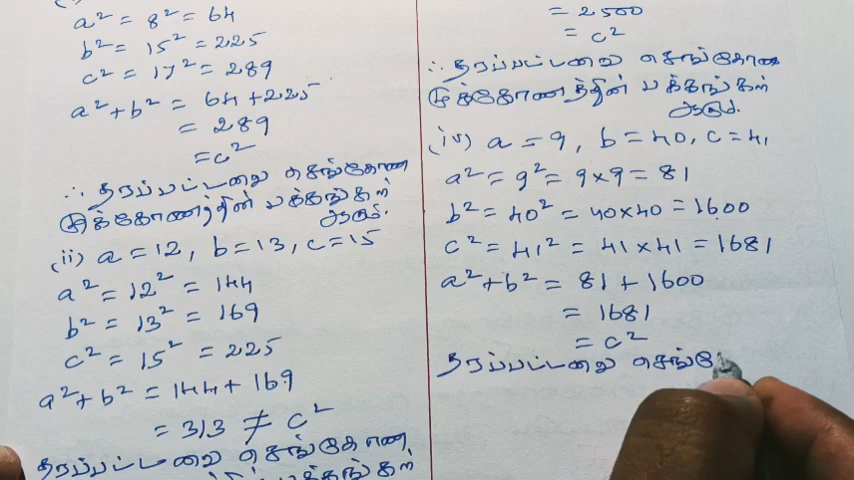 a² = 8² = 64
b² = 15² = 225
c² = 17² = 289
a² + b² = 64 + 225
= 289
= c²
∴ தரப்பட்டவை செங்கோண
முக்கோணத்தின் பக்கங்கள்
ஆகும்.
(ii) a = 12, b = 13, c = 15
a² = 12² = 144
b² = 13² = 169
c² = 15² = 225
a² + b² = 144 + 169
= 313 ≠ c²
தரப்பட்டவை செங்கோண
பக்கங்கள்
= 2500
= c²
∴ தரப்பட்டவை செங்கோண
முக்கோணத்தின் பக்கங்கள்
ஆகும்.
(iv) a = 9, b = 40, c = 41
a² = 9² = 9 × 9 = 81
b² = 40² = 40 × 40 = 1600
c² = 41² = 41 × 41 = 1681
a² + b² = 81 + 1600
= 1681
= c²
தரப்பட்டவை செங்கே